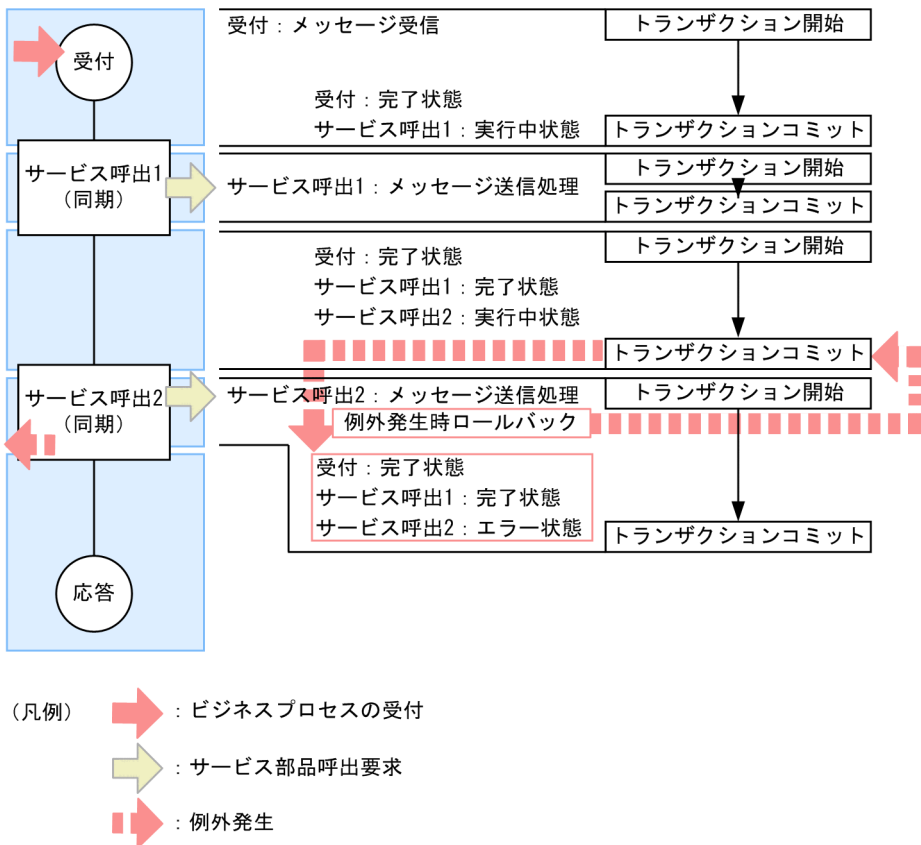 受付：メッセージ受信
トランザクション開始
受付
受付：完了状態
サービス呼出1：実行中状態
トランザクションコミット
サービス呼出1
（同期）
サービス呼出1：メッセージ送信処理
トランザクション開始
トランザクションコミット
トランザクション開始
受付：完了状態
サービス呼出1：完了状態
サービス呼出2：実行中状態
トランザクションコミット
サービス呼出2
（同期）
サービス呼出2：メッセージ送信処理
トランザクション開始
例外発生時ロールバック
受付：完了状態
サービス呼出1：完了状態
サービス呼出2：エラー状態
トランザクションコミット
応答
（凡例）
：ビジネスプロセスの受付
：サービス部品呼出要求
：例外発生